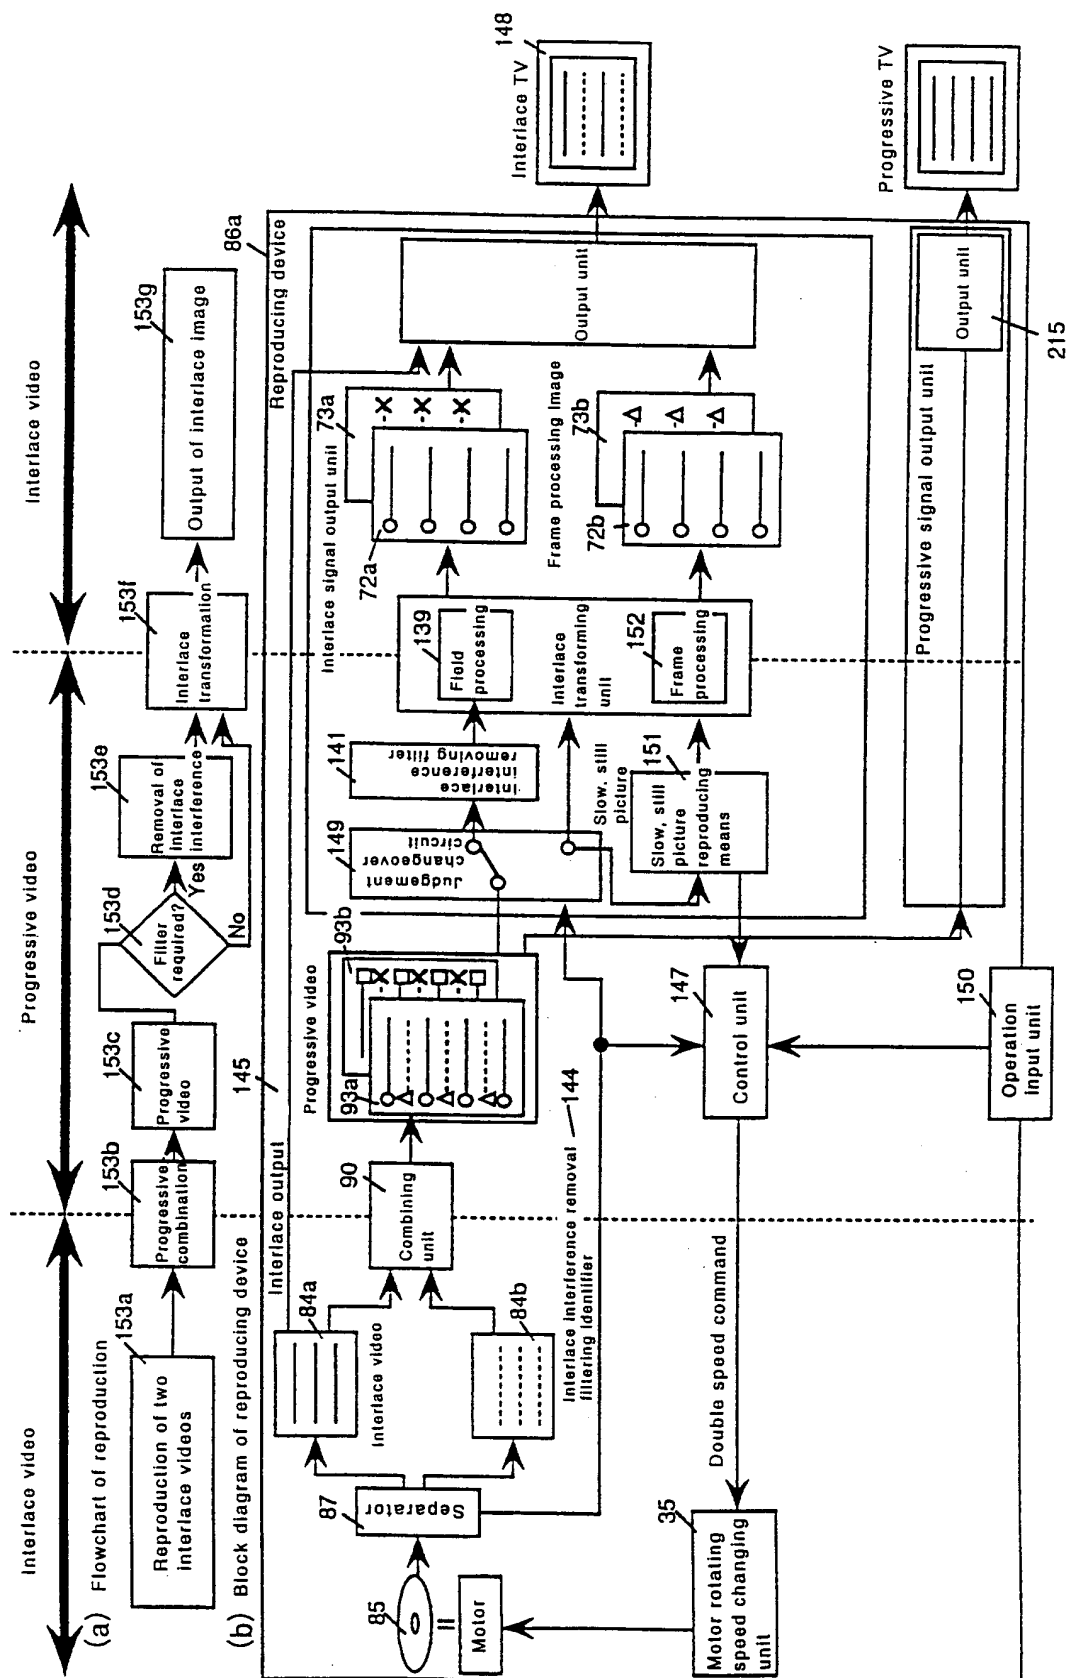 Interlace video
Progressive video
Interlace video
(a) Flowchart of reproduction
153a
Reproduction of two
interlace videos
153b
Progressive
combination
153c
Progressive
video
153d
Filter
required?
Yes
No
153e
Removal of
interlace
interference
153f
Interlace
transformation
153g
Output of interlace image
(b) Block diagram of reproducing device
86a
Reproducing device
145
Interlace output
84a
Interlace video
84b
87
Separator
85
Motor
35
Motor rotating
speed changing
unit
Double speed command
Interlace interference removal
filtering identifier
144
90
Combining
unit
Progressive video
93a
93b
149
Judgement
changeover
circuit
141
Interlace
interference
removing filter
Slow, still
picture
151
Slow, still
picture
reproducing
means
147
Control unit
150
Operation
input unit
Interlace signal output unit
139
Field
processing
Interlace
transforming
unit
152
Frame
processing
72a
73a
Frame processing image
72b
73b
Output unit
148
Interlace TV
Progressive signal output unit
Output unit
215
Progressive TV